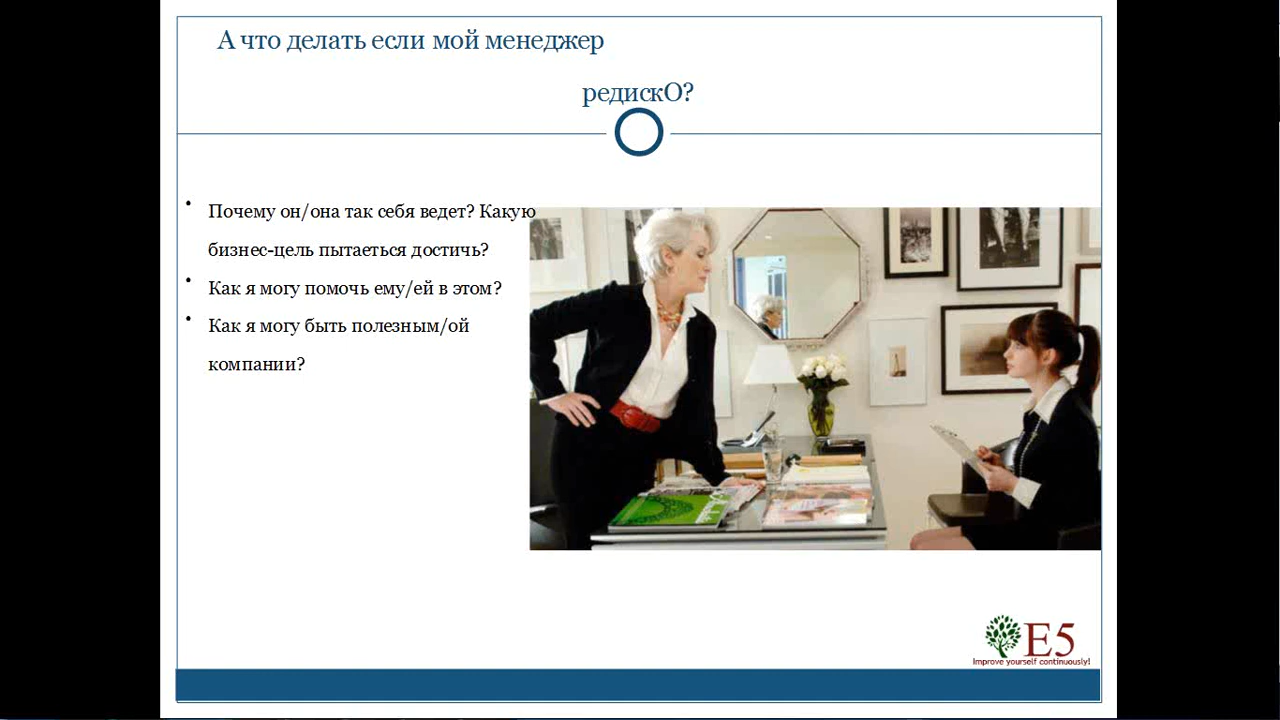 А что делать если мой менеджер
редискО?
• Почему он/она так себя ведет? Какую
бизнес-цель пытаеться достичь?
• Как я могу помочь ему/ей в этом?
• Как я могу быть полезным/ой
компании?
E5
Improve yourself continuously!